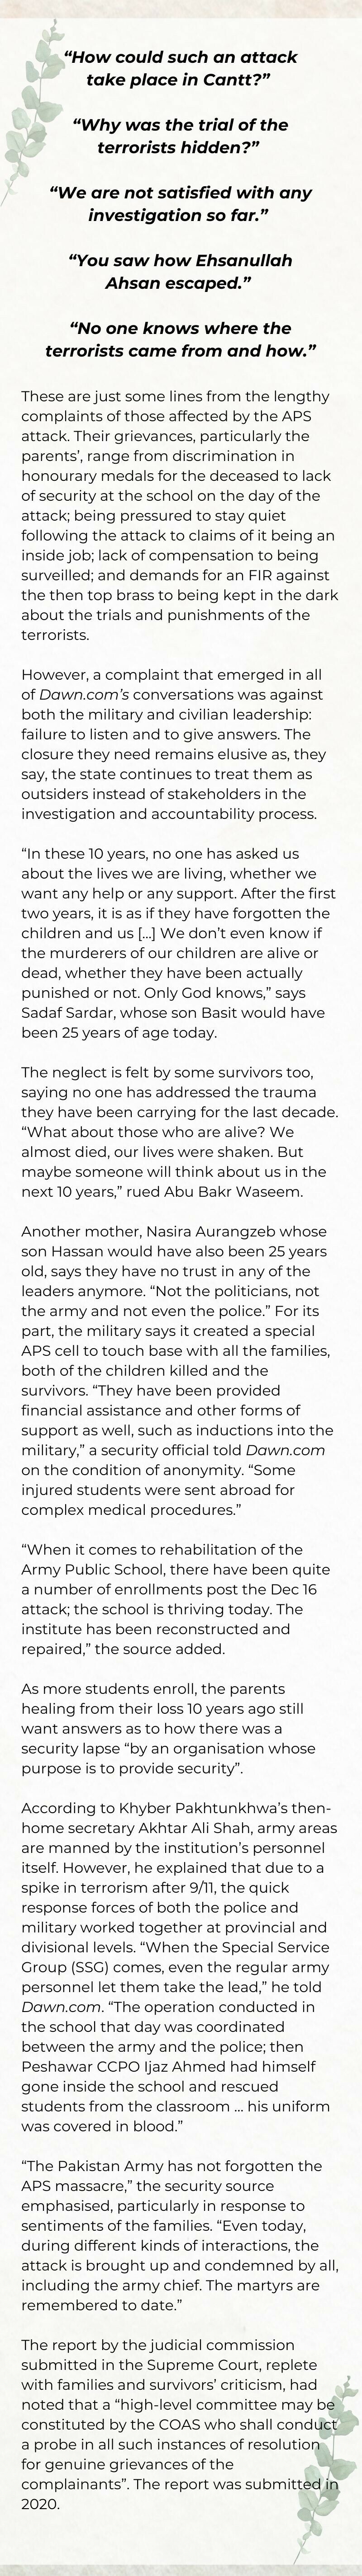 “How could such an attack
take place in Cantt?”
“Why was the trial of the
terrorists hidden?”
“We are not satisfied with any
investigation so far.”
“You saw how Ehsanullah
Ahsan escaped.”
“No one knows where the
terrorists came from and how.”
These are just some lines from the lengthy
complaints of those affected by the APS
attack. Their grievances, particularly the
parents’, range from discrimination in
honourary medals for the deceased to lack
of security at the school on the day of the
attack; being pressured to stay quiet
following the attack to claims of it being an
inside job; lack of compensation to being
surveilled; and demands for an FIR against
the then top brass to being kept in the dark
about the trials and punishments of the
terrorists.
However, a complaint that emerged in all
of Dawn.com’s conversations was against
both the military and civilian leadership:
failure to listen and to give answers. The
closure they need remains elusive as, they
say, the state continues to treat them as
outsiders instead of stakeholders in the
investigation and accountability process.
“In these 10 years, no one has asked us
about the lives we are living, whether we
want any help or any support. After the first
two years, it is as if they have forgotten the
children and us [...] We don’t even know if
the murderers of our children are alive or
dead, whether they have been actually
punished or not. Only God knows,” says
Sadaf Sardar, whose son Basit would have
been 25 years of age today.
The neglect is felt by some survivors too,
saying no one has addressed the trauma
they have been carrying for the last decade.
“What about those who are alive? We
almost died, our lives were shaken. But
maybe someone will think about us in the
next 10 years,” rued Abu Bakr Waseem.
Another mother, Nasira Aurangzeb whose
son Hassan would have also been 25 years
old, says they have no trust in any of the
leaders anymore. “Not the politicians, not
the army and not even the police.” For its
part, the military says it created a special
APS cell to touch base with all the families,
both of the children killed and the
survivors. “They have been provided
financial assistance and other forms of
support as well, such as inductions into the
military,” a security official told Dawn.com
on the condition of anonymity. “Some
injured students were sent abroad for
complex medical procedures.”
“When it comes to rehabilitation of the
Army Public School, there have been quite
a number of enrollments post the Dec 16
attack; the school is thriving today. The
institute has been reconstructed and
repaired,” the source added.
As more students enroll, the parents
healing from their loss 10 years ago still
want answers as to how there was a
security lapse “by an organisation whose
purpose is to provide security”.
According to Khyber Pakhtunkhwa’s then-
home secretary Akhtar Ali Shah, army areas
are manned by the institution’s personnel
itself. However, he explained that due to a
spike in terrorism after 9/11, the quick
response forces of both the police and
military worked together at provincial and
divisional levels. “When the Special Service
Group (SSG) comes, even the regular army
personnel let them take the lead,” he told
Dawn.com. “The operation conducted in
the school that day was coordinated
between the army and the police; then
Peshawar CCPO Ijaz Ahmed had himself
gone inside the school and rescued
students from the classroom ... his uniform
was covered in blood.”
“The Pakistan Army has not forgotten the
APS massacre,” the security source
emphasised, particularly in response to
sentiments of the families. “Even today,
during different kinds of interactions, the
attack is brought up and condemned by all,
including the army chief. The martyrs are
remembered to date.”
The report by the judicial commission
submitted in the Supreme Court, replete
with families and survivors’ criticism, had
noted that a “high-level committee may be
constituted by the COAS who shall conduct
a probe in all such instances of resolution
for genuine grievances of the
complainants”. The report was submitted in
2020.